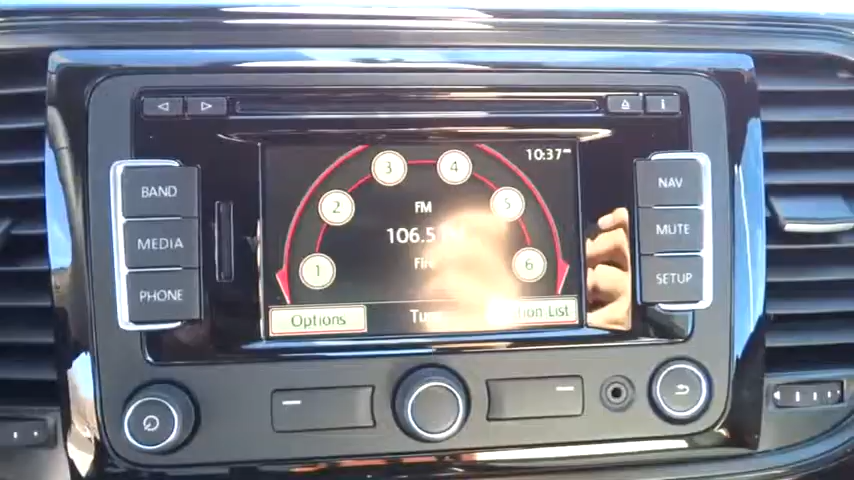 i
10:37
BAND
MEDIA
PHONE
1
2
3
4
5
6
FM
106.5
NAV
MUTE
SETUP
Options